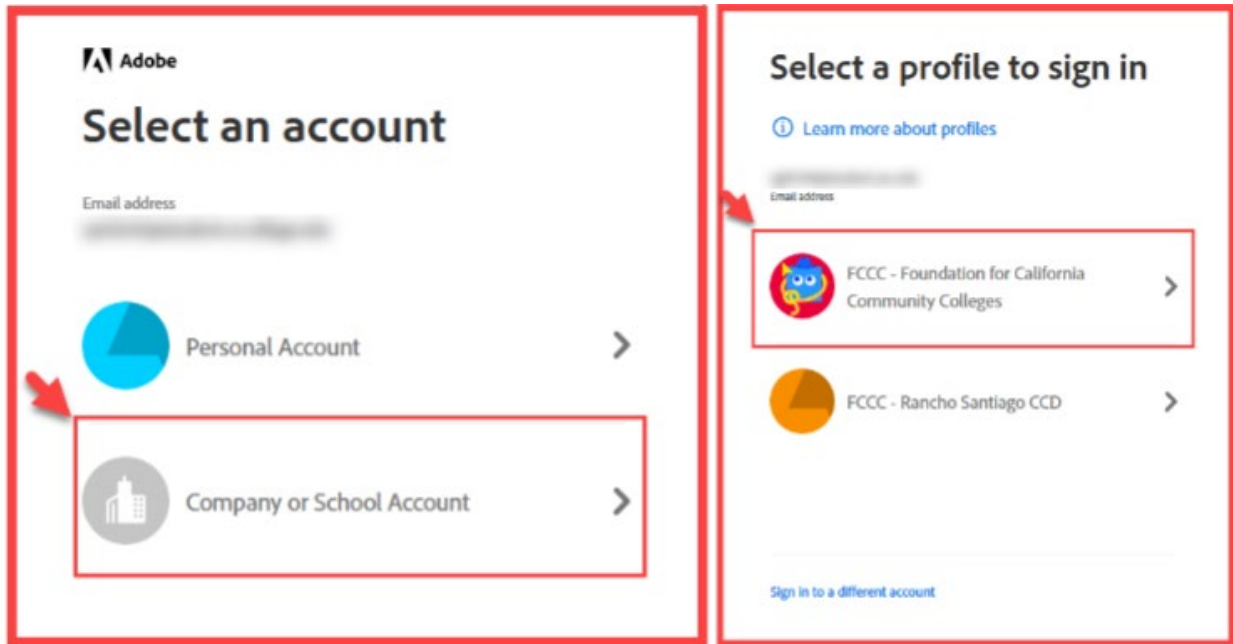 Adobe
Select an account
Email address
Personal Account
Company or School Account
Select a profile to sign in
Learn more about profiles
Email address
FCCC - Foundation for California
Community Colleges
FCCC - Rancho Santiago CCD
Sign in to a different account